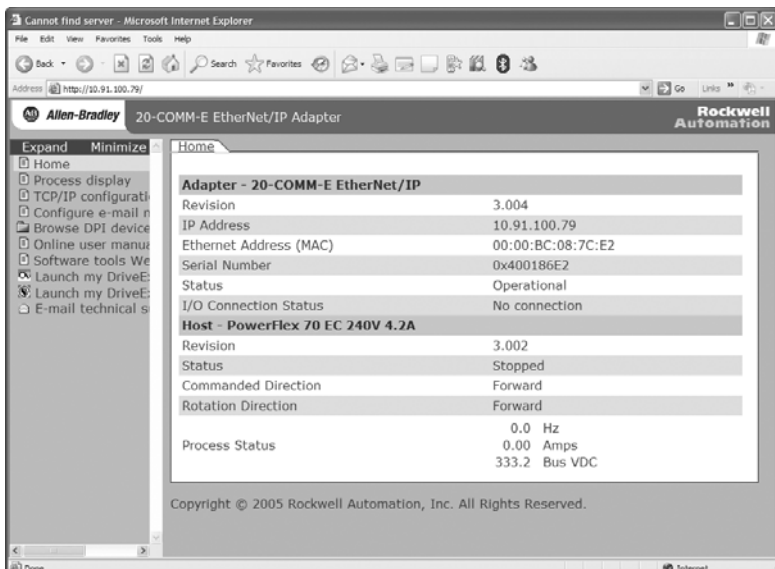 Cannot find server - Microsoft Internet Explorer
File Edit View Favorites Tools Help
Back Search Favorites
Address http://10.91.100.79/ Go Links »
AB Allen-Bradley 20-COMM-E EtherNet/IP Adapter Rockwell Automation
Expand Minimize
Home
Process display
TCP/IP configurati
Configure e-mail n
Browse DPI device
Online user manua
Software tools We
Launch my DriveE
Launch my DriveE
E-mail technical s
Home
Adapter - 20-COMM-E EtherNet/IP
Revision 3.004
IP Address 10.91.100.79
Ethernet Address (MAC) 00:00:BC:08:7C:E2
Serial Number 0x400186E2
Status Operational
I/O Connection Status No connection
Host - PowerFlex 70 EC 240V 4.2A
Revision 3.002
Status Stopped
Commanded Direction Forward
Rotation Direction Forward
Process Status
0.0 Hz
0.00 Amps
333.2 Bus VDC
Copyright © 2005 Rockwell Automation, Inc. All Rights Reserved.
Done Internet